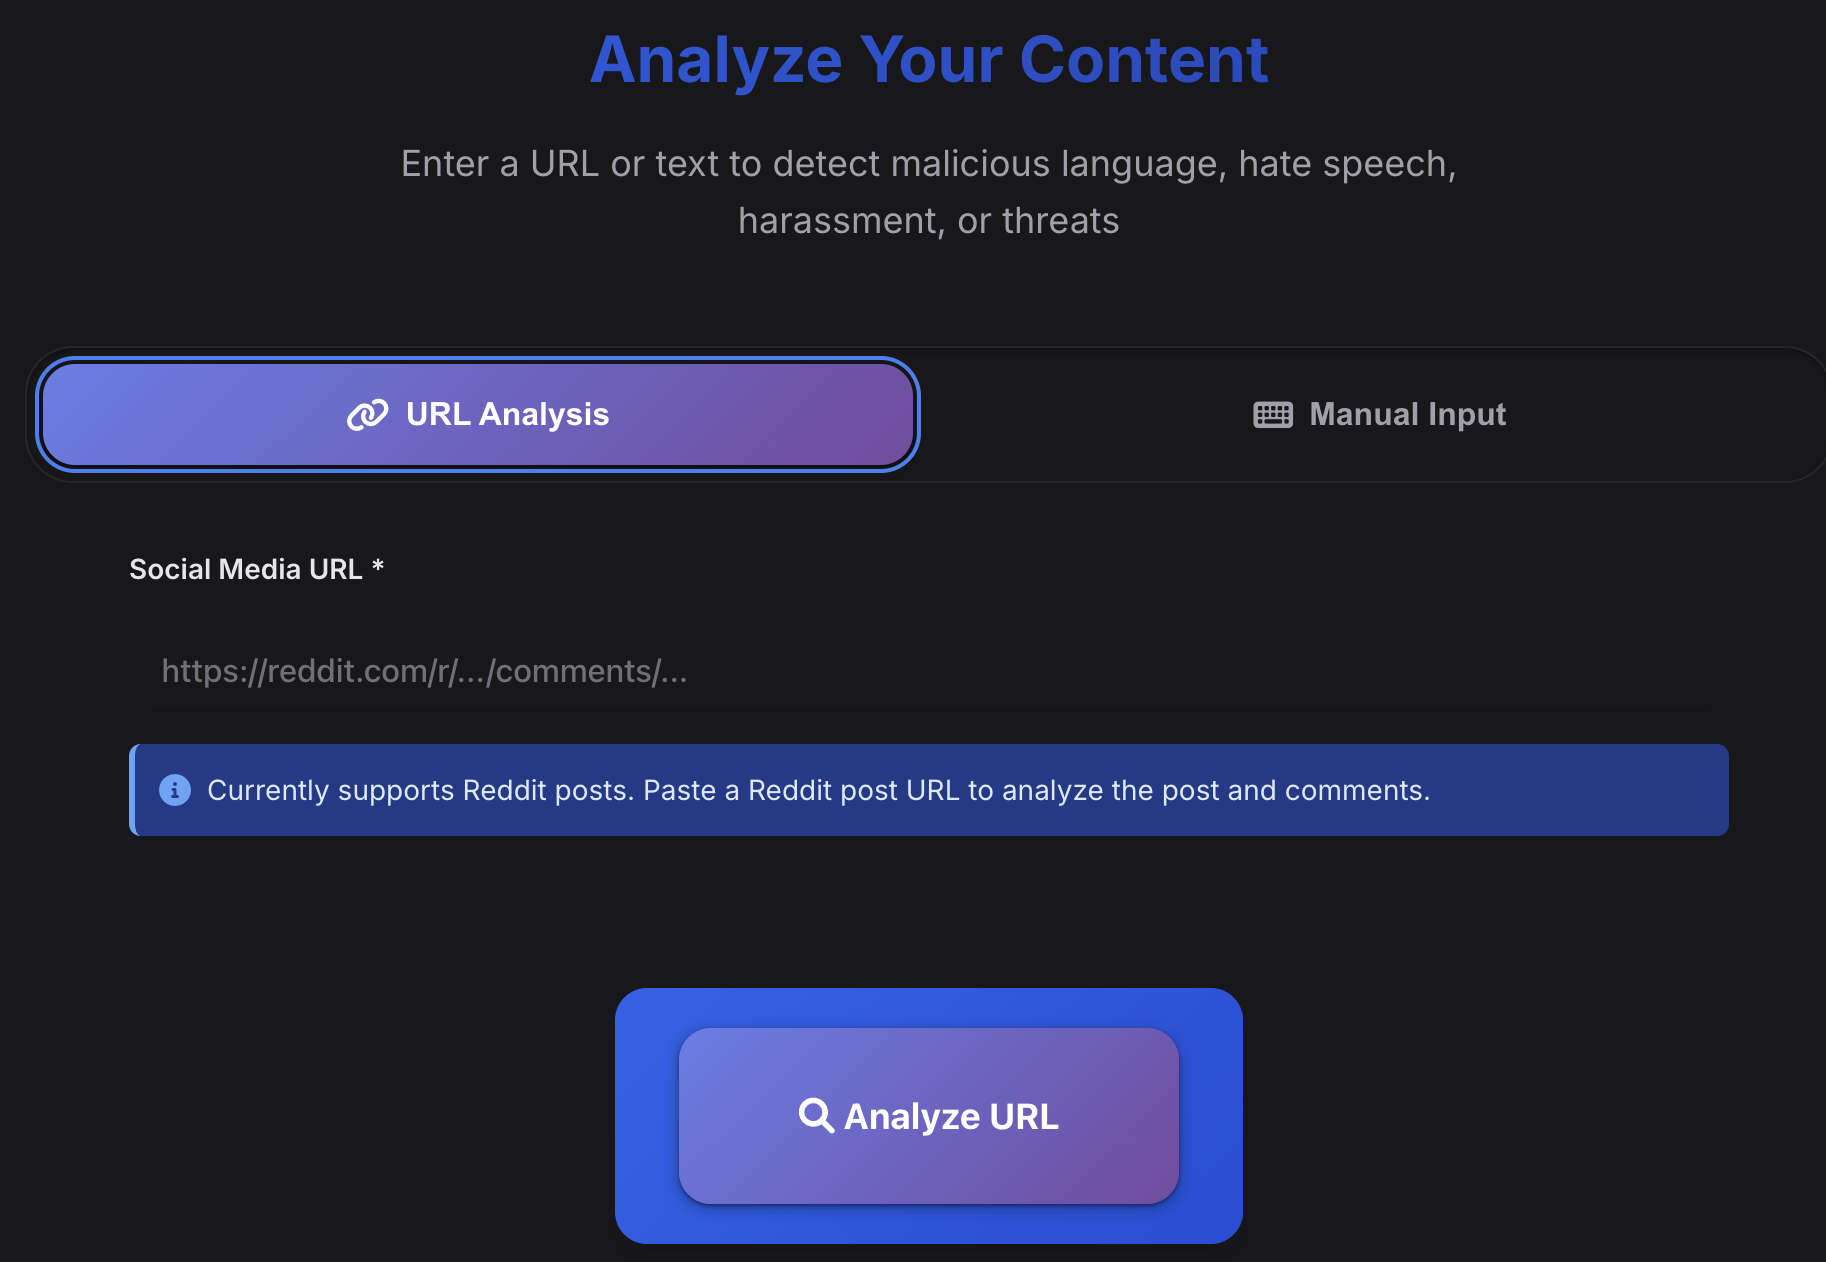 Analyze Your Content
Enter a URL or text to detect malicious language, hate speech,
harassment, or threats
URL Analysis
Manual Input
Social Media URL *
https://reddit.com/r/.../comments/...
Currently supports Reddit posts. Paste a Reddit post URL to analyze the post and comments.
Analyze URL